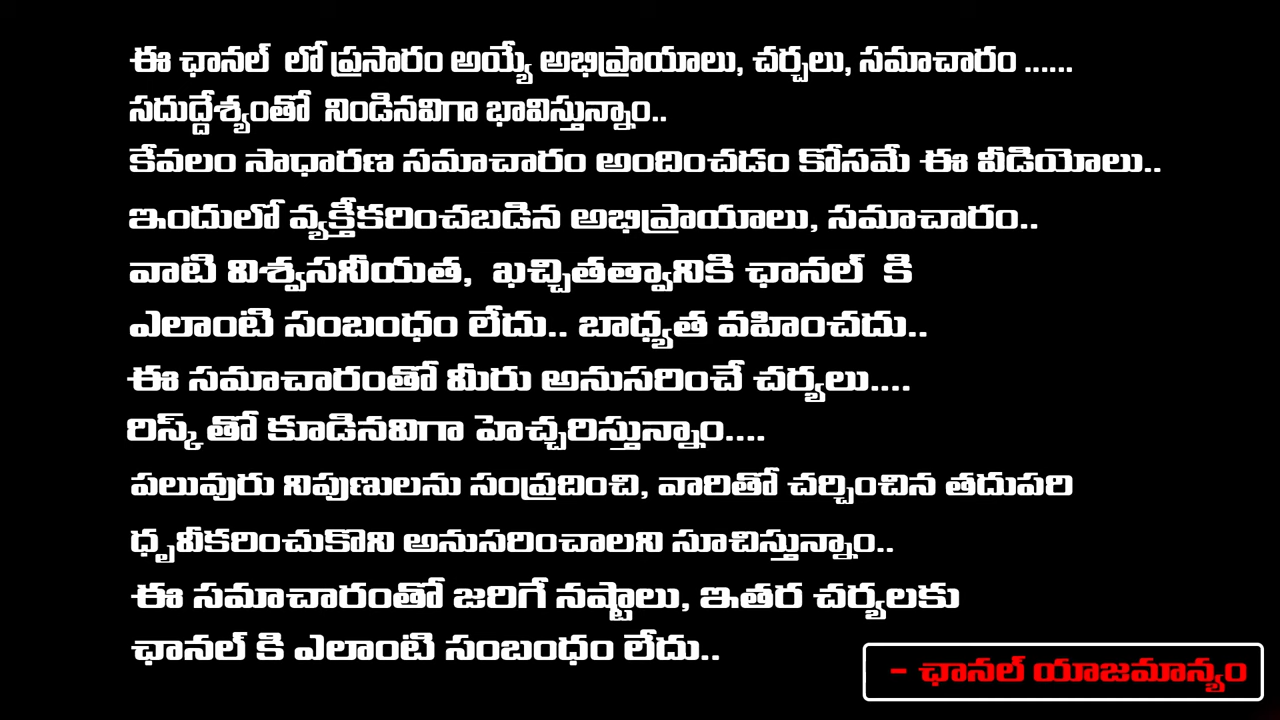 ఈ ఛానల్ లో ప్రసారం అయ్యే అభిప్రాయాలు, చర్చలు, సమాచారం ......
సదుద్దేశ్యంతో నిండినవిగా భావిస్తున్నాం..
కేవలం సాధారణ సమాచారం అందించడం కోసమే ఈ వీడియోలు..
ఇందులో వ్యక్తీకరించబడిన అభిప్రాయాలు, సమాచారం..
వాటి విశ్వసనీయత, ఖచ్చితత్వానికి ఛానల్ కి
ఎలాంటి సంబంధం లేదు.. బాధ్యత వహించదు..
ఈ సమాచారంతో మీరు అనుసరించే చర్యలు....
రిస్క్ తో కూడినవిగా హెచ్చరిస్తున్నాం....
పలువురు నిపుణులను సంప్రదించి, వారితో చర్చించిన తదుపరి
ధృవీకరించుకొని అనుసరించాలని సూచిస్తున్నాం..
ఈ సమాచారంతో జరిగే నష్టాలు, ఇతర చర్యలకు
ఛానల్ కి ఎలాంటి సంబంధం లేదు..
- ఛానల్ యాజమాన్యం